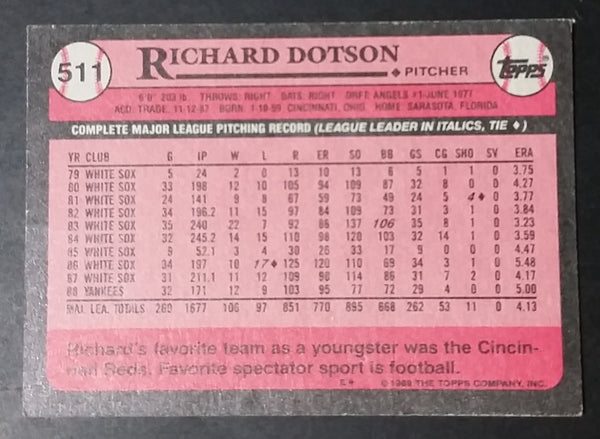 511
RICHARD DOTSON
PITCHER
topps
6'0" 203 lb. THROWS: RIGHT BATS: RIGHT DRFT: ANGELS #1-JUNE 1977
ACQ: TRADE, 11-12-87 BORN: 1-10-59, CINCINNATI, OHIO HOME: SARASOTA, FLORIDA
COMPLETE MAJOR LEAGUE PITCHING RECORD (LEAGUE LEADER IN ITALICS, TIE ♦)
YR CLUB G IP W L R ER SO BB GS CG SHO SV ERA
79 WHITE SOX 5 24 2 0 13 10 13 6 5 1 1 0 3.75
80 WHITE SOX 33 198 12 10 105 94 109 87 32 8 0 0 4.27
81 WHITE SOX 24 141 9 8 67 59 73 49 24 5 4♦ 0 3.77
82 WHITE SOX 34 196.2 11 15 97 84 109 73 31 3 1 0 3.84
83 WHITE SOX 35 240 22 7 92 86 137 106 35 8 1 0 3.23
84 WHITE SOX 32 245.2 14 15 110 98 120 103 32 14 1 0 3.59
85 WHITE SOX 9 52.1 3 4 30 26 33 17 9 0 0 0 4.47
86 WHITE SOX 34 197 10 17♦ 125 120 110 69 34 3 1 0 5.48
87 WHITE SOX 31 211.1 11 12 109 98 114 86 31 7 2 0 4.17
88 YANKEES 32 171 12 9 103 95 77 72 29 4 0 0 5.00
MAJ. LEA. TOTALS 269 1677 106 97 851 770 895 668 262 53 11 0 4.13
Richard's favorite team as a youngster was the Cincin-
nati Reds. Favorite spectator sport is football.
© 1989 THE TOPPS COMPANY, INC.